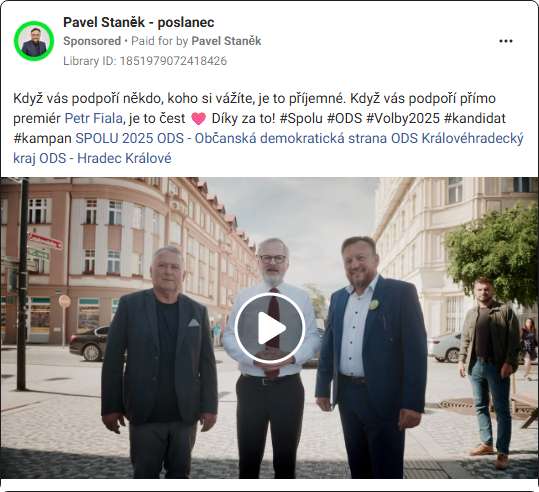 Pavel Staněk - poslanec
Sponsored • Paid for by Pavel Staněk
Library ID: 1851979072418426
Když vás podpoří někdo, koho si vážíte, je to příjemné. Když vás podpoří přímo
premiér Petr Fiala, je to čest 💗 Díky za to! #Spolu #ODS #Volby2025 #kandidat
#kampan SPOLU 2025 ODS - Občanská demokratická strana ODS Královéhradecký
kraj ODS - Hradec Králové